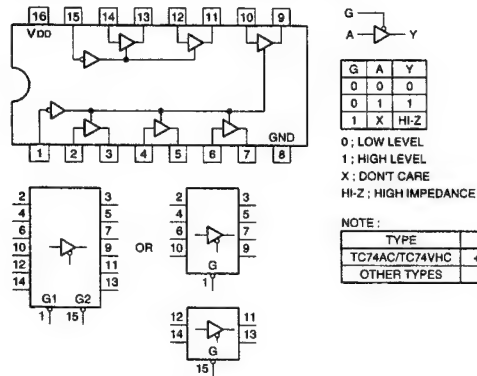 16 15 14 13 12 11 10 9
VDD
GND
1 2 3 4 5 6 7 8
G
A Y
G A Y
0 0 0
0 1 1
1 X HI-Z
0 ; LOW LEVEL
1 ; HIGH LEVEL
X ; DON'T CARE
HI-Z ; HIGH IMPEDANCE
NOTE :
TYPE
TC74AC/TC74VHC
OTHER TYPES
2 3
4 5
6 7
10 9
12 11
14 13
G1 G2
1 15
OR
2 3
4 5
6 7
10 9
G
1
12 11
14 13
G
15